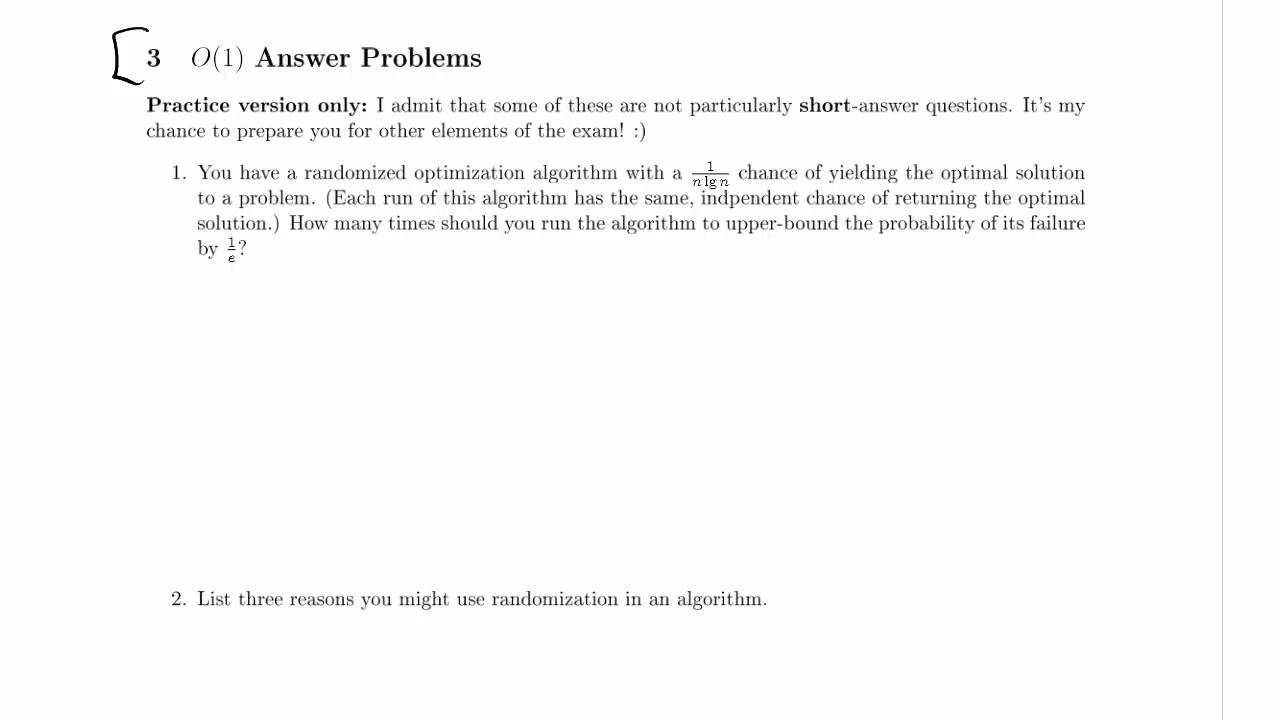 3 O(1) Answer Problems
Practice version only: I admit that some of these are not particularly short-answer questions. It's my
chance to prepare you for other elements of the exam! :)
1. You have a randomized optimization algorithm with a 1/(n lg n) chance of yielding the optimal solution
to a problem. (Each run of this algorithm has the same, indpendent chance of returning the optimal
solution.) How many times should you run the algorithm to upper-bound the probability of its failure
by 1/e?
2. List three reasons you might use randomization in an algorithm.